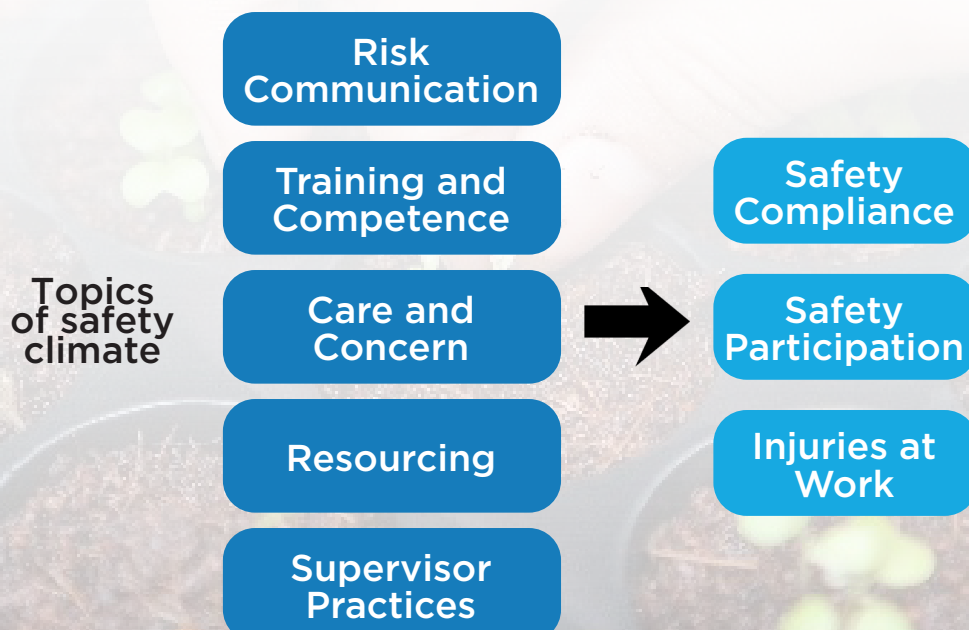 Topics
of safety
climate
Risk
Communication
Training and
Competence
Care and
Concern
Resourcing
Supervisor
Practices
Safety
Compliance
Safety
Participation
Injuries at
Work